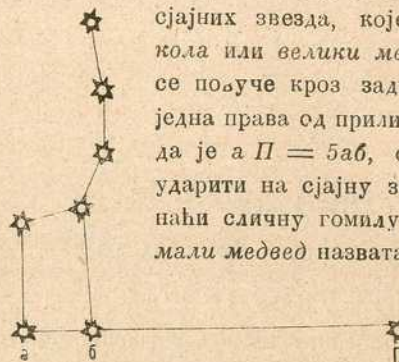 сјајних звезда, које
кола или велики ме
се повуче кроз зад
једна права од прили
да је а П = 5аб,
ударити на сјајну з
наћи сличну гомилу
мали медвед назвата
а б П